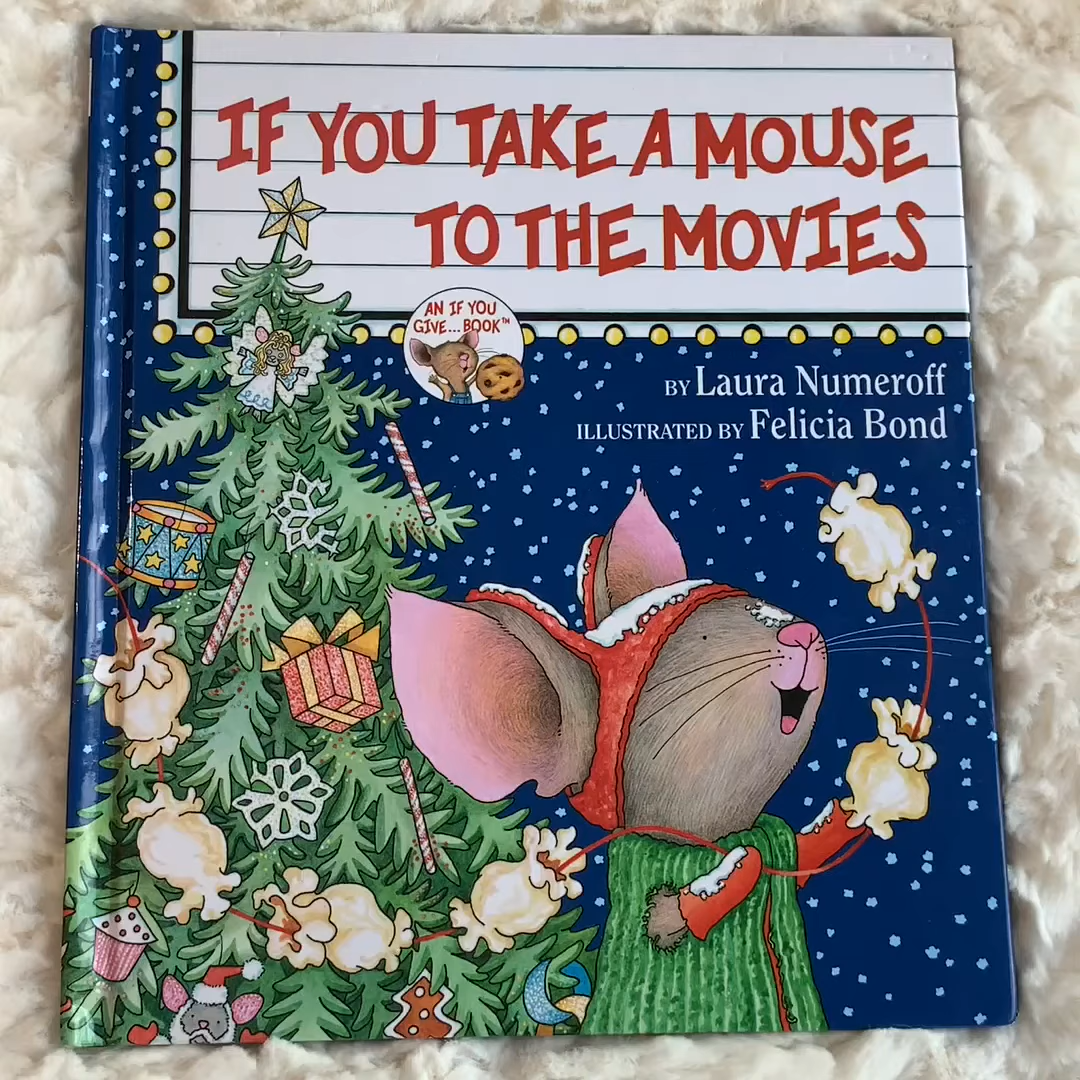 IF YOU TAKE A MOUSE
TO THE MOVIES
AN IF YOU
GIVE...BOOK™
BY Laura Numeroff
ILLUSTRATED BY Felicia Bond